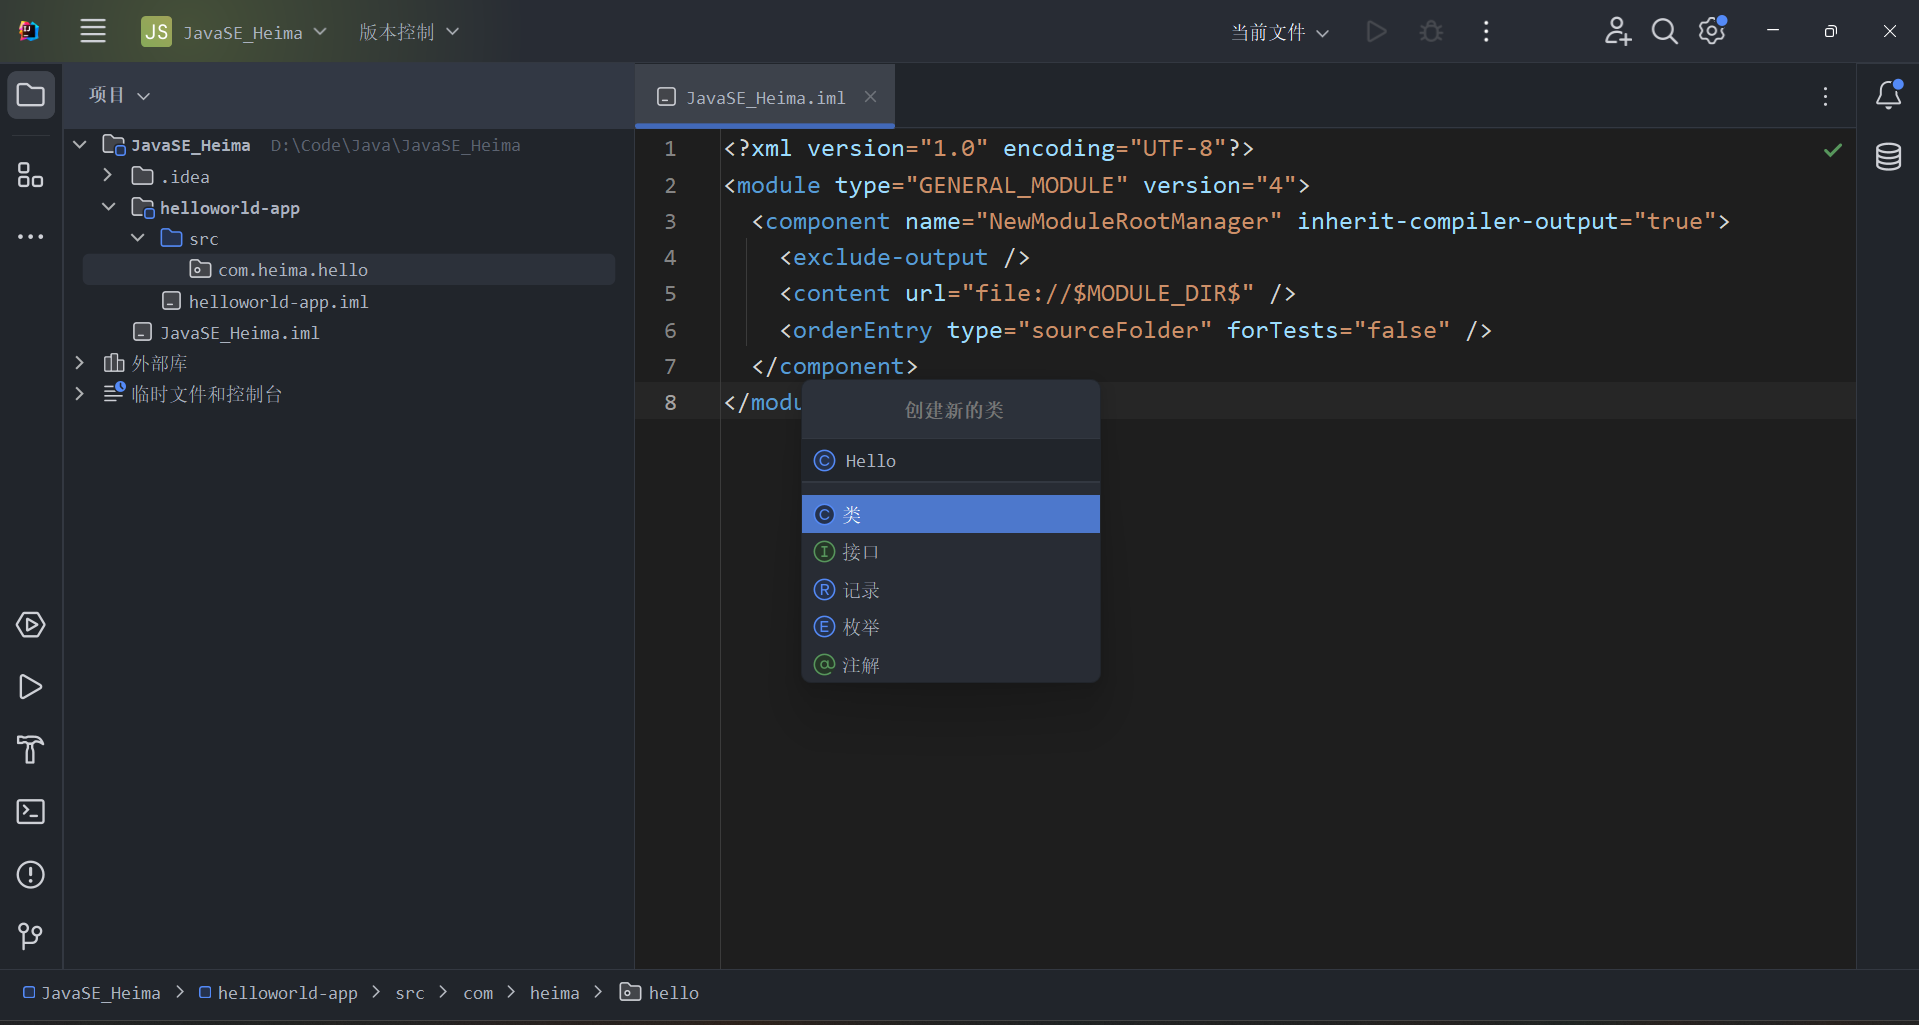 JS JavaSE_Heima 版本控制 当前文件
项目
JavaSE_Heima D:\Code\Java\JavaSE_Heima
.idea
helloworld-app
src
com.heima.hello
helloworld-app.iml
JavaSE_Heima.iml
外部库
临时文件和控制台
JavaSE_Heima.iml
1 <?xml version="1.0" encoding="UTF-8"?>
2 <module type="GENERAL_MODULE" version="4">
3 <component name="NewModuleRootManager" inherit-compiler-output="true">
4 <exclude-output />
5 <content url="file://$MODULE_DIR$" />
6 <orderEntry type="sourceFolder" forTests="false" />
7 </component>
8 </modu
创建新的类
C Hello
C 类
I 接口
R 记录
E 枚举
@ 注解
JavaSE_Heima > helloworld-app > src > com > heima > hello